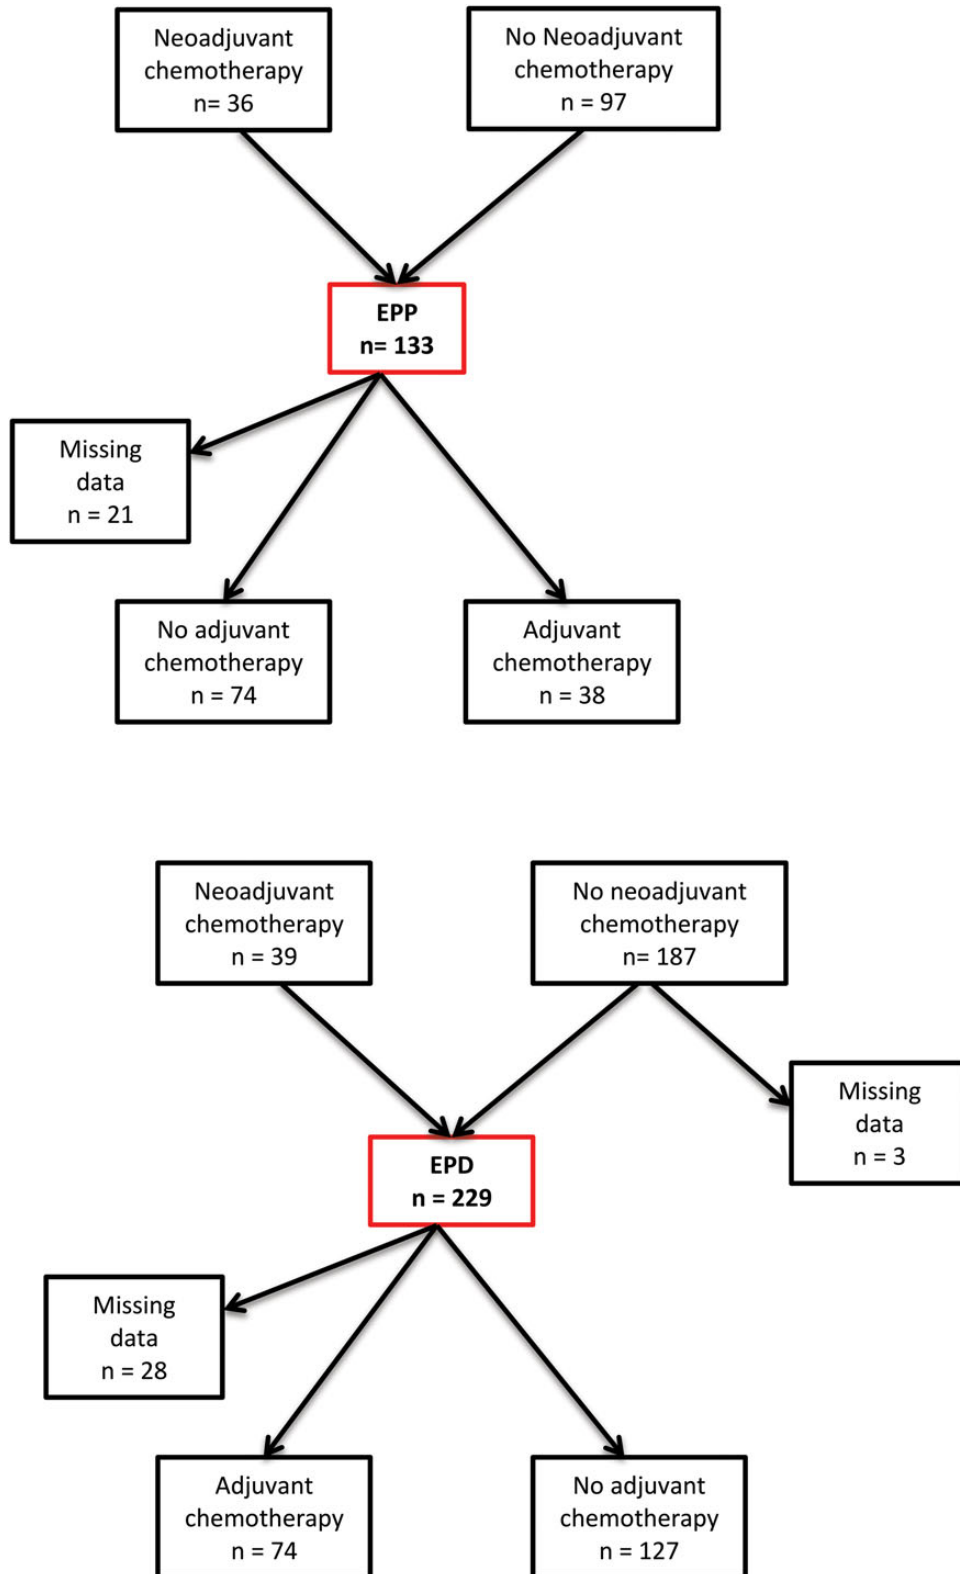 Neoadjuvant
chemotherapy
n= 36
No Neoadjuvant
chemotherapy
n = 97
EPP
n= 133
Missing
data
n = 21
No adjuvant
chemotherapy
n = 74
Adjuvant
chemotherapy
n = 38
Neoadjuvant
chemotherapy
n = 39
No neoadjuvant
chemotherapy
n= 187
Missing
data
n = 3
EPD
n = 229
Missing
data
n = 28
Adjuvant
chemotherapy
n = 74
No adjuvant
chemotherapy
n = 127